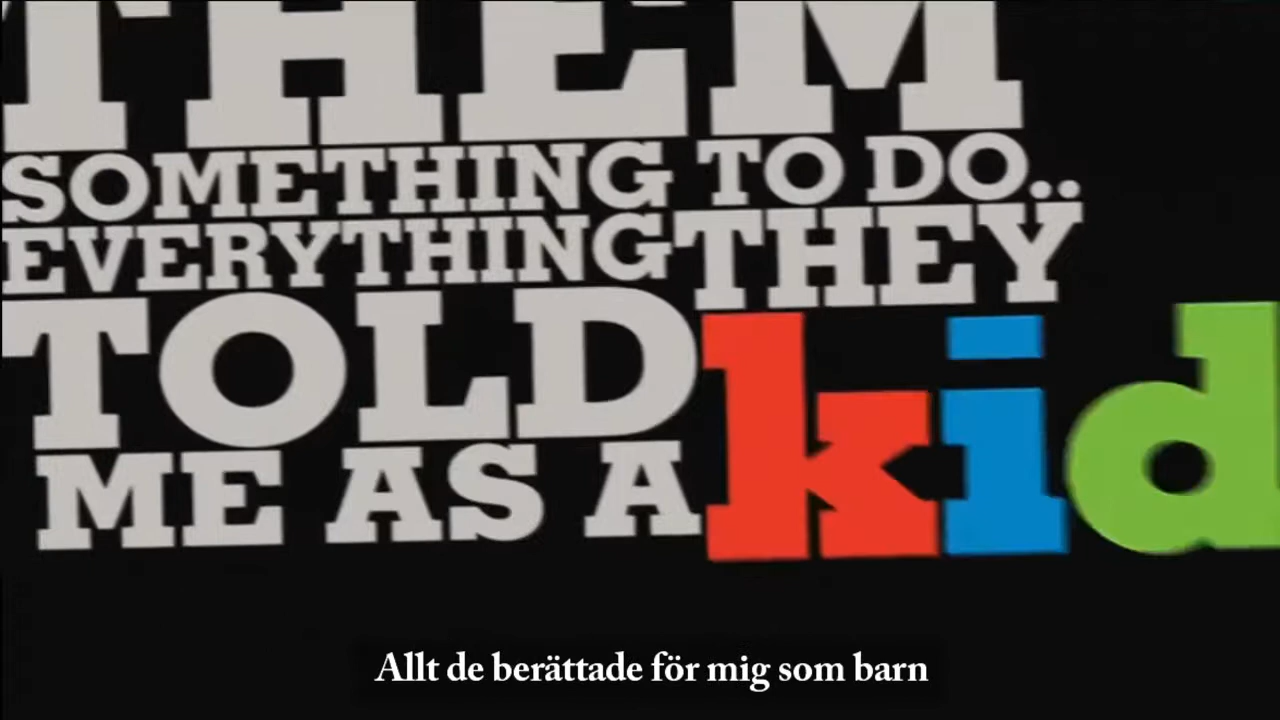 THEM
SOMETHING TO DO..
EVERYTHING THEY
TOLD
ME AS A kid
Allt de berättade för mig som barn